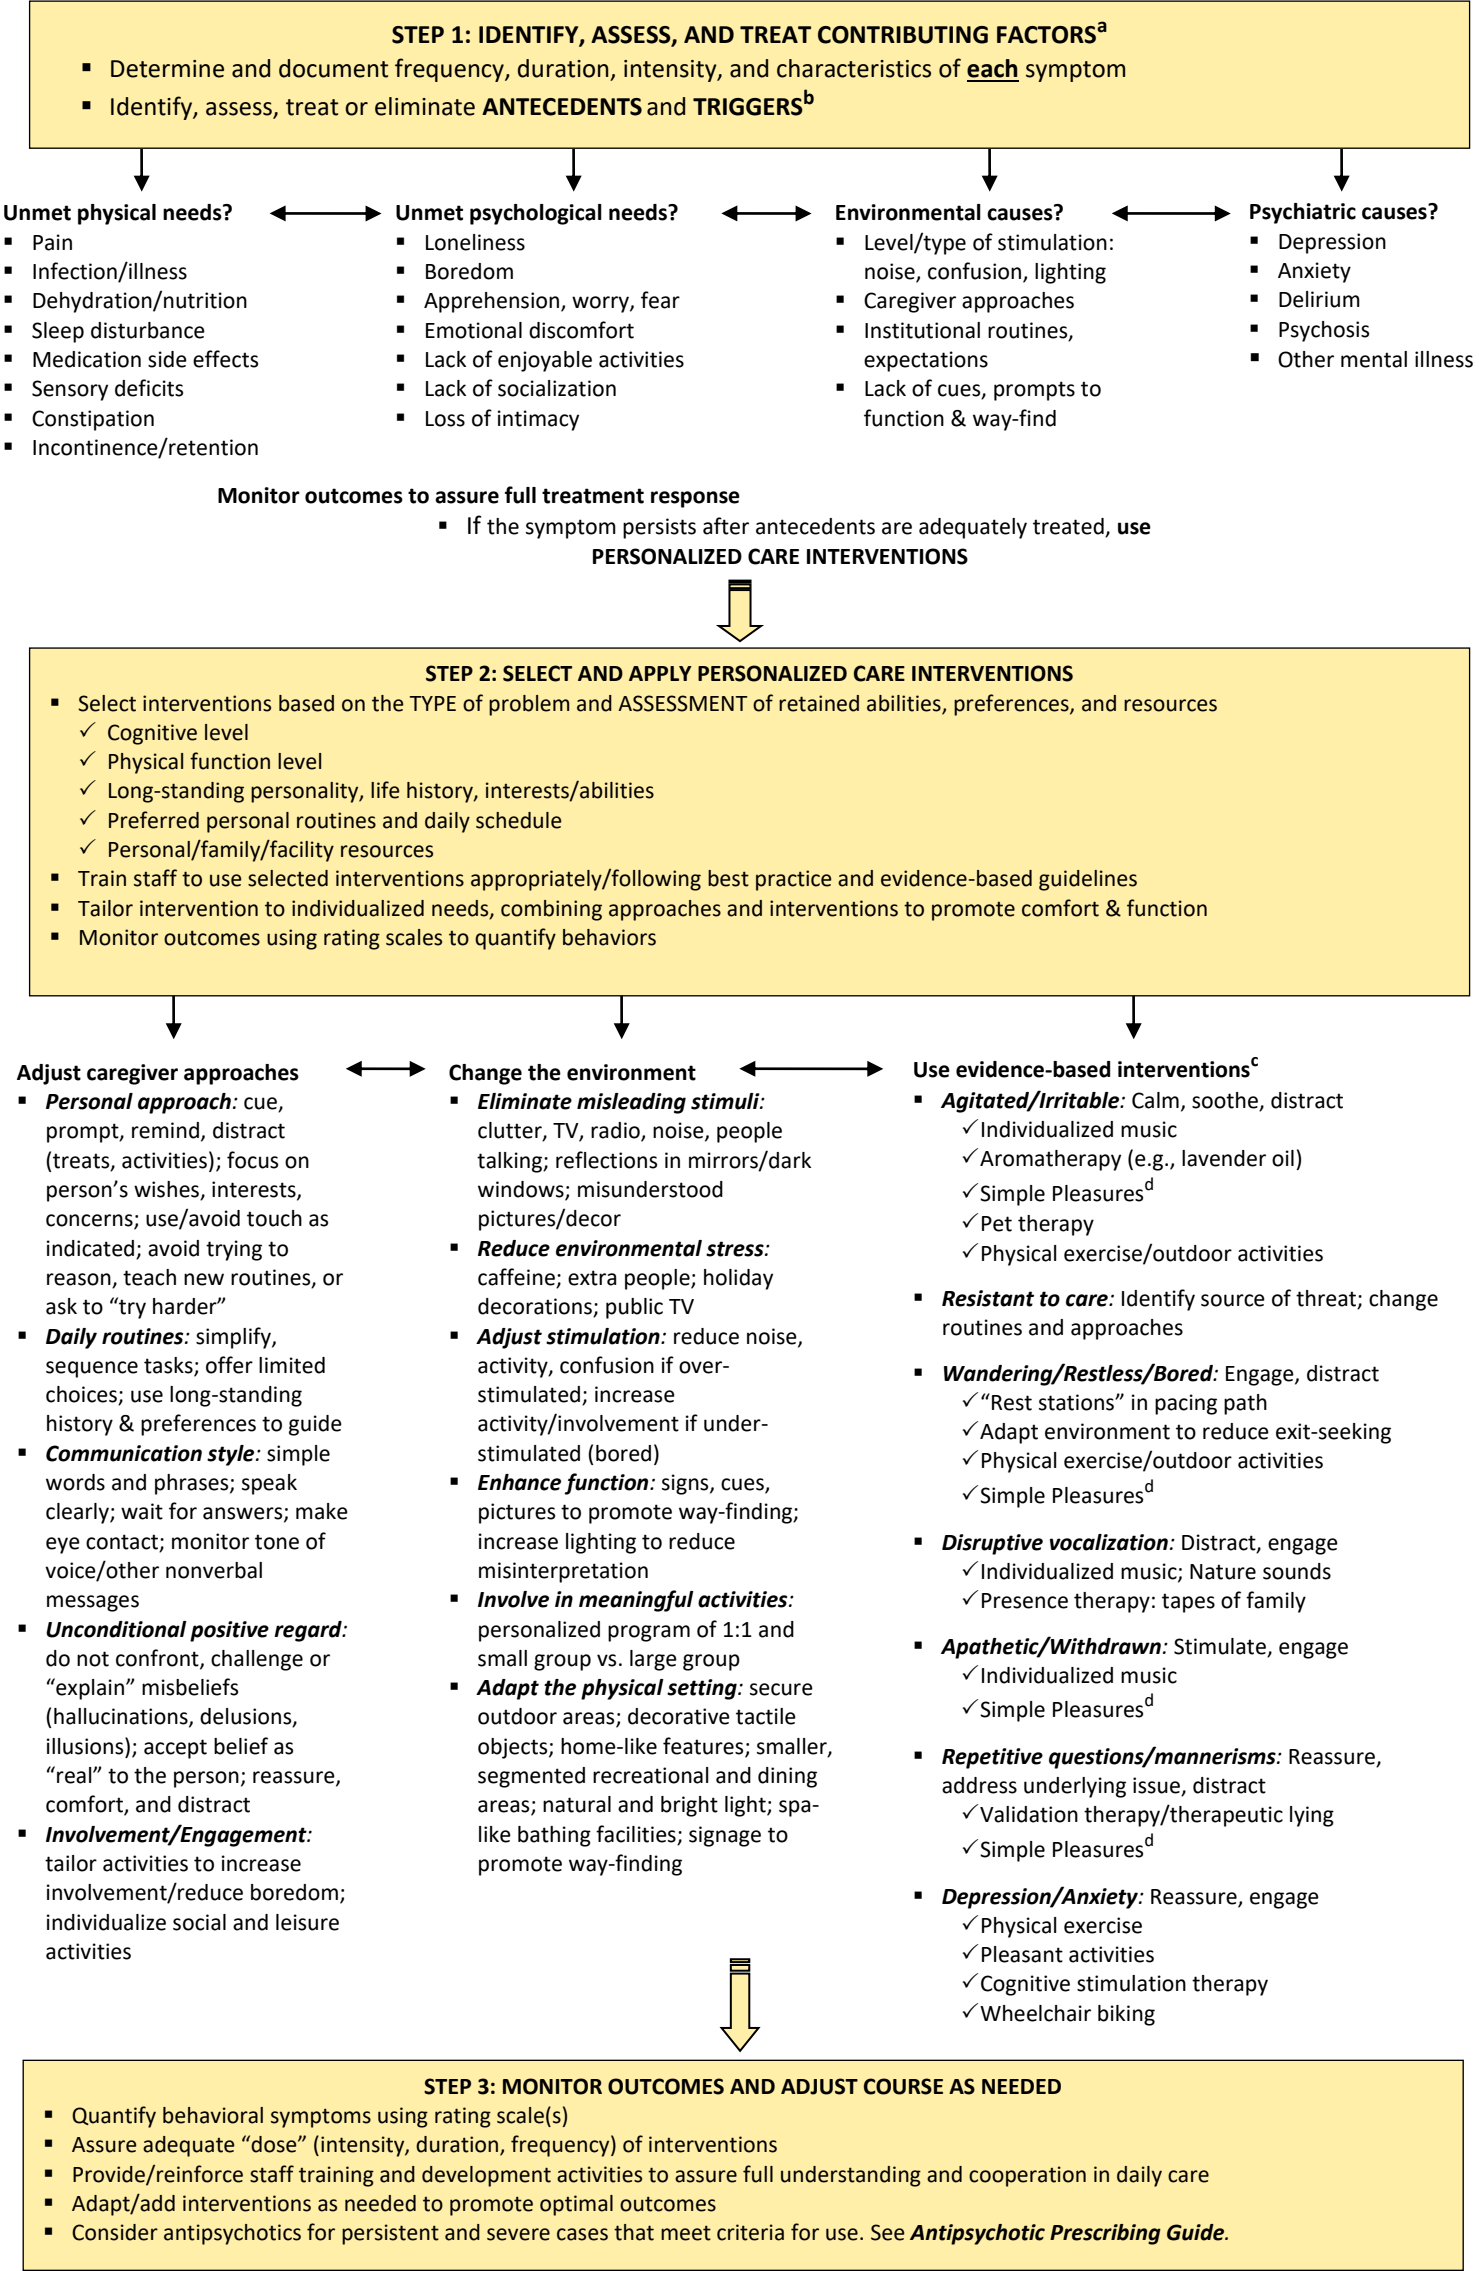 STEP 1: IDENTIFY, ASSESS, AND TREAT CONTRIBUTING FACTORSa
▪ Determine and document frequency, duration, intensity, and characteristics of each symptom
▪ Identify, assess, treat or eliminate ANTECEDENTS and TRIGGERSb
Unmet physical needs?
▪ Pain
▪ Infection/illness
▪ Dehydration/nutrition
▪ Sleep disturbance
▪ Medication side effects
▪ Sensory deficits
▪ Constipation
▪ Incontinence/retention
Unmet psychological needs?
▪ Loneliness
▪ Boredom
▪ Apprehension, worry, fear
▪ Emotional discomfort
▪ Lack of enjoyable activities
▪ Lack of socialization
▪ Loss of intimacy
Environmental causes?
▪ Level/type of stimulation:
noise, confusion, lighting
▪ Caregiver approaches
▪ Institutional routines,
expectations
▪ Lack of cues, prompts to
function & way-find
Psychiatric causes?
▪ Depression
▪ Anxiety
▪ Delirium
▪ Psychosis
▪ Other mental illness
Monitor outcomes to assure full treatment response
▪ If the symptom persists after antecedents are adequately treated, use
PERSONALIZED CARE INTERVENTIONS
STEP 2: SELECT AND APPLY PERSONALIZED CARE INTERVENTIONS
▪ Select interventions based on the TYPE of problem and ASSESSMENT of retained abilities, preferences, and resources
✓ Cognitive level
✓ Physical function level
✓ Long-standing personality, life history, interests/abilities
✓ Preferred personal routines and daily schedule
✓ Personal/family/facility resources
▪ Train staff to use selected interventions appropriately/following best practice and evidence-based guidelines
▪ Tailor intervention to individualized needs, combining approaches and interventions to promote comfort & function
▪ Monitor outcomes using rating scales to quantify behaviors
Adjust caregiver approaches
▪ Personal approach: cue,
prompt, remind, distract
(treats, activities); focus on
person’s wishes, interests,
concerns; use/avoid touch as
indicated; avoid trying to
reason, teach new routines, or
ask to “try harder”
▪ Daily routines: simplify,
sequence tasks; offer limited
choices; use long-standing
history & preferences to guide
▪ Communication style: simple
words and phrases; speak
clearly; wait for answers; make
eye contact; monitor tone of
voice/other nonverbal
messages
▪ Unconditional positive regard:
do not confront, challenge or
“explain” misbeliefs
(hallucinations, delusions,
illusions); accept belief as
“real” to the person; reassure,
comfort, and distract
▪ Involvement/Engagement:
tailor activities to increase
involvement/reduce boredom;
individualize social and leisure
activities
Change the environment
▪ Eliminate misleading stimuli:
clutter, TV, radio, noise, people
talking; reflections in mirrors/dark
windows; misunderstood
pictures/decor
▪ Reduce environmental stress:
caffeine; extra people; holiday
decorations; public TV
▪ Adjust stimulation: reduce noise,
activity, confusion if over-
stimulated; increase
activity/involvement if under-
stimulated (bored)
▪ Enhance function: signs, cues,
pictures to promote way-finding;
increase lighting to reduce
misinterpretation
▪ Involve in meaningful activities:
personalized program of 1:1 and
small group vs. large group
▪ Adapt the physical setting: secure
outdoor areas; decorative tactile
objects; home-like features; smaller,
segmented recreational and dining
areas; natural and bright light; spa-
like bathing facilities; signage to
promote way-finding
Use evidence-based interventionsc
▪ Agitated/Irritable: Calm, soothe, distract
✓Individualized music
✓Aromatherapy (e.g., lavender oil)
✓Simple Pleasuresd
✓Pet therapy
✓Physical exercise/outdoor activities
▪ Resistant to care: Identify source of threat; change
routines and approaches
▪ Wandering/Restless/Bored: Engage, distract
✓“Rest stations” in pacing path
✓Adapt environment to reduce exit-seeking
✓Physical exercise/outdoor activities
✓Simple Pleasuresd
▪ Disruptive vocalization: Distract, engage
✓Individualized music; Nature sounds
✓Presence therapy: tapes of family
▪ Apathetic/Withdrawn: Stimulate, engage
✓Individualized music
✓Simple Pleasuresd
▪ Repetitive questions/mannerisms: Reassure,
address underlying issue, distract
✓Validation therapy/therapeutic lying
✓Simple Pleasuresd
▪ Depression/Anxiety: Reassure, engage
✓Physical exercise
✓Pleasant activities
✓Cognitive stimulation therapy
✓Wheelchair biking
STEP 3: MONITOR OUTCOMES AND ADJUST COURSE AS NEEDED
▪ Quantify behavioral symptoms using rating scale(s)
▪ Assure adequate “dose” (intensity, duration, frequency) of interventions
▪ Provide/reinforce staff training and development activities to assure full understanding and cooperation in daily care
▪ Adapt/add interventions as needed to promote optimal outcomes
▪ Consider antipsychotics for persistent and severe cases that meet criteria for use. See Antipsychotic Prescribing Guide.